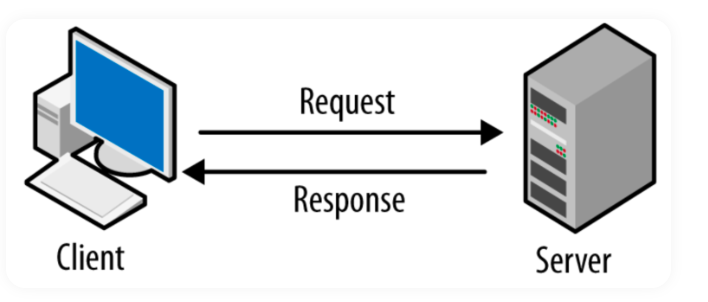 Request
Response
Client
Server